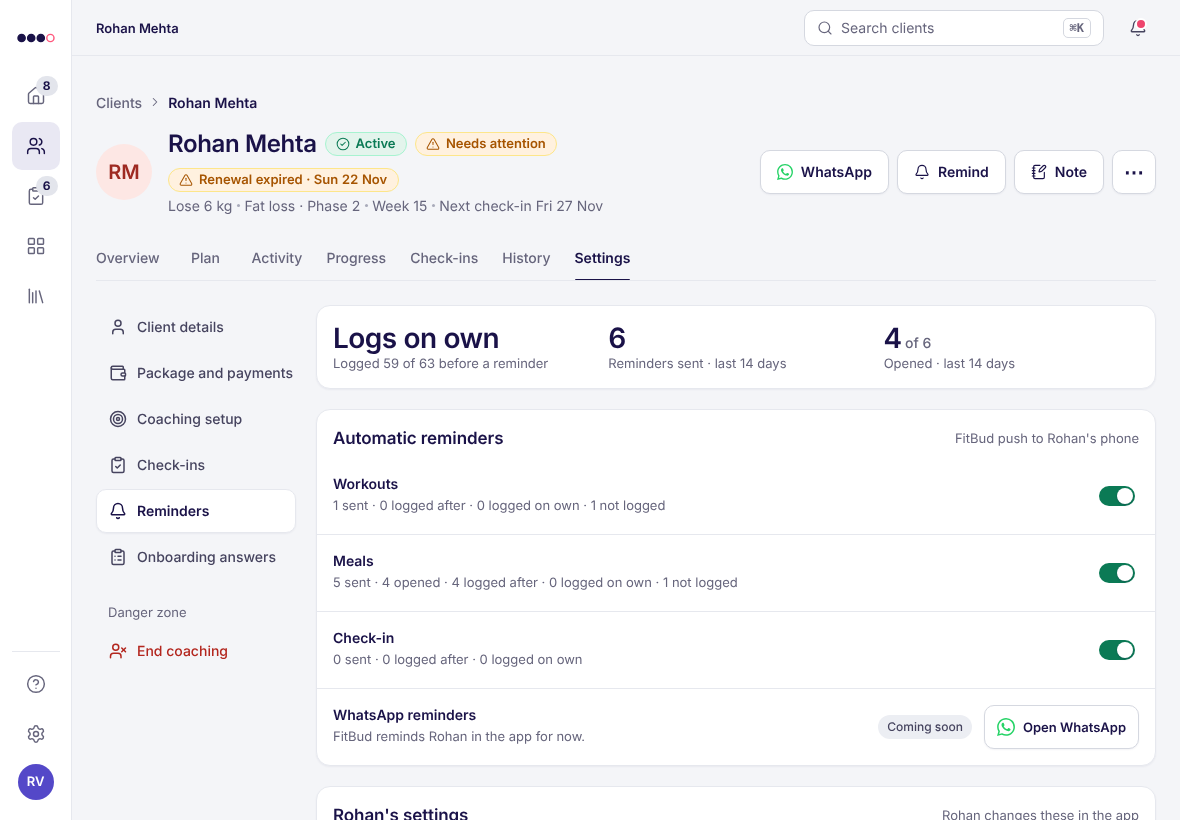 Rohan Mehta
Search clients
⌘K
8
6
Clients
Rohan Mehta
RM
Rohan Mehta
Active
Needs attention
Renewal expired · Sun 22 Nov
Lose 6 kg · Fat loss · Phase 2 · Week 15 · Next check-in Fri 27 Nov
WhatsApp
Remind
Note
Overview
Plan
Activity
Progress
Check-ins
History
Settings
Client details
Package and payments
Coaching setup
Check-ins
Reminders
Onboarding answers
Danger zone
End coaching
Logs on own
Logged 59 of 63 before a reminder
6
Reminders sent · last 14 days
4 of 6
Opened · last 14 days
Automatic reminders
FitBud push to Rohan's phone
Workouts
1 sent · 0 logged after · 0 logged on own · 1 not logged
Meals
5 sent · 4 opened · 4 logged after · 0 logged on own · 1 not logged
Check-in
0 sent · 0 logged after · 0 logged on own
WhatsApp reminders
FitBud reminds Rohan in the app for now.
Coming soon
Open WhatsApp
Rohan's settings
Rohan changes these in the app
RV